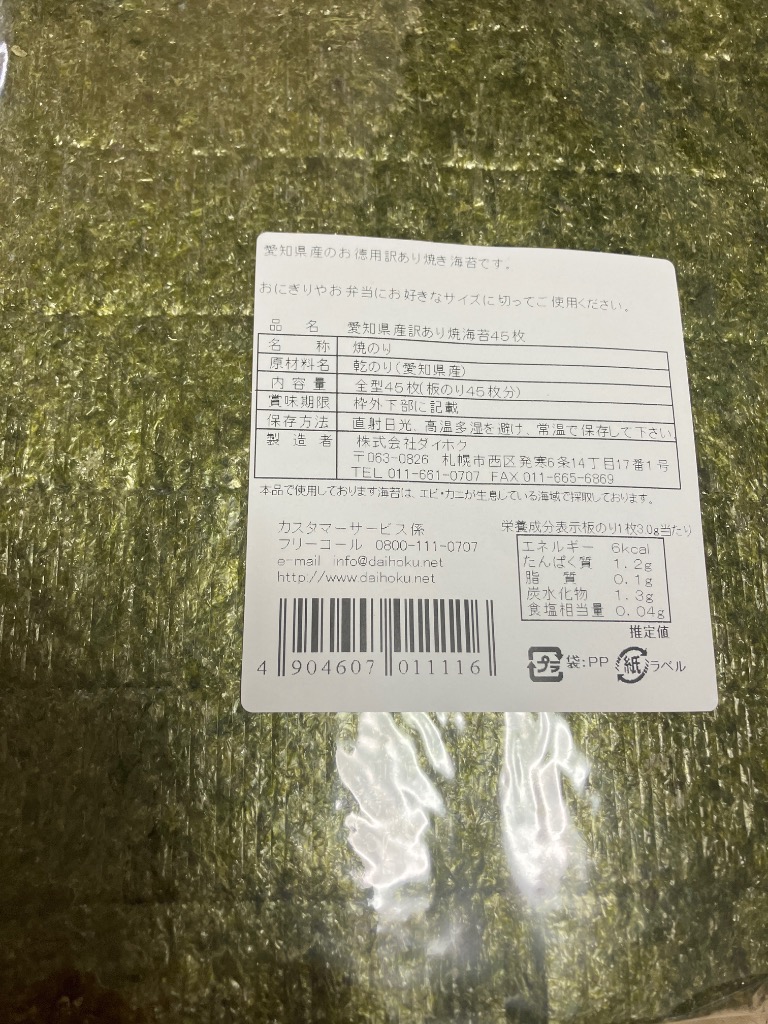 愛知県産のお徳用訳あり焼き海苔です。
おにぎりやお弁当にお好きなサイズに切ってご使用ください。
品名 愛知県産訳あり焼海苔45枚
名称 焼のり
原材料名 乾のり(愛知県産)
内容量 全型45枚(板のり45枚分)
賞味期限 枠外下部に記載
保存方法 直射日光、高温多湿を避け、常温で保存して下さい
製造者 株式会社ダイホク
〒063-0826 札幌市西区発寒6条14丁目17番1号
TEL 011-661-0707 FAX 011-665-6869
本品で使用しております海苔は、エビ・カニが生息している海域で採取しております。
カスタマーサービス係
フリーコール 0800-111-0707
e-mail info@daihoku.net
http://www.daihoku.net
4 904607 011116
栄養成分表示板のり1枚3.0g当たり
エネルギー 6kcal
たんぱく質 1.2g
脂質 0.1g
炭水化物 1.3g
食塩相当量 0.04g
推定値
プラ 袋:PP 紙 ラベル